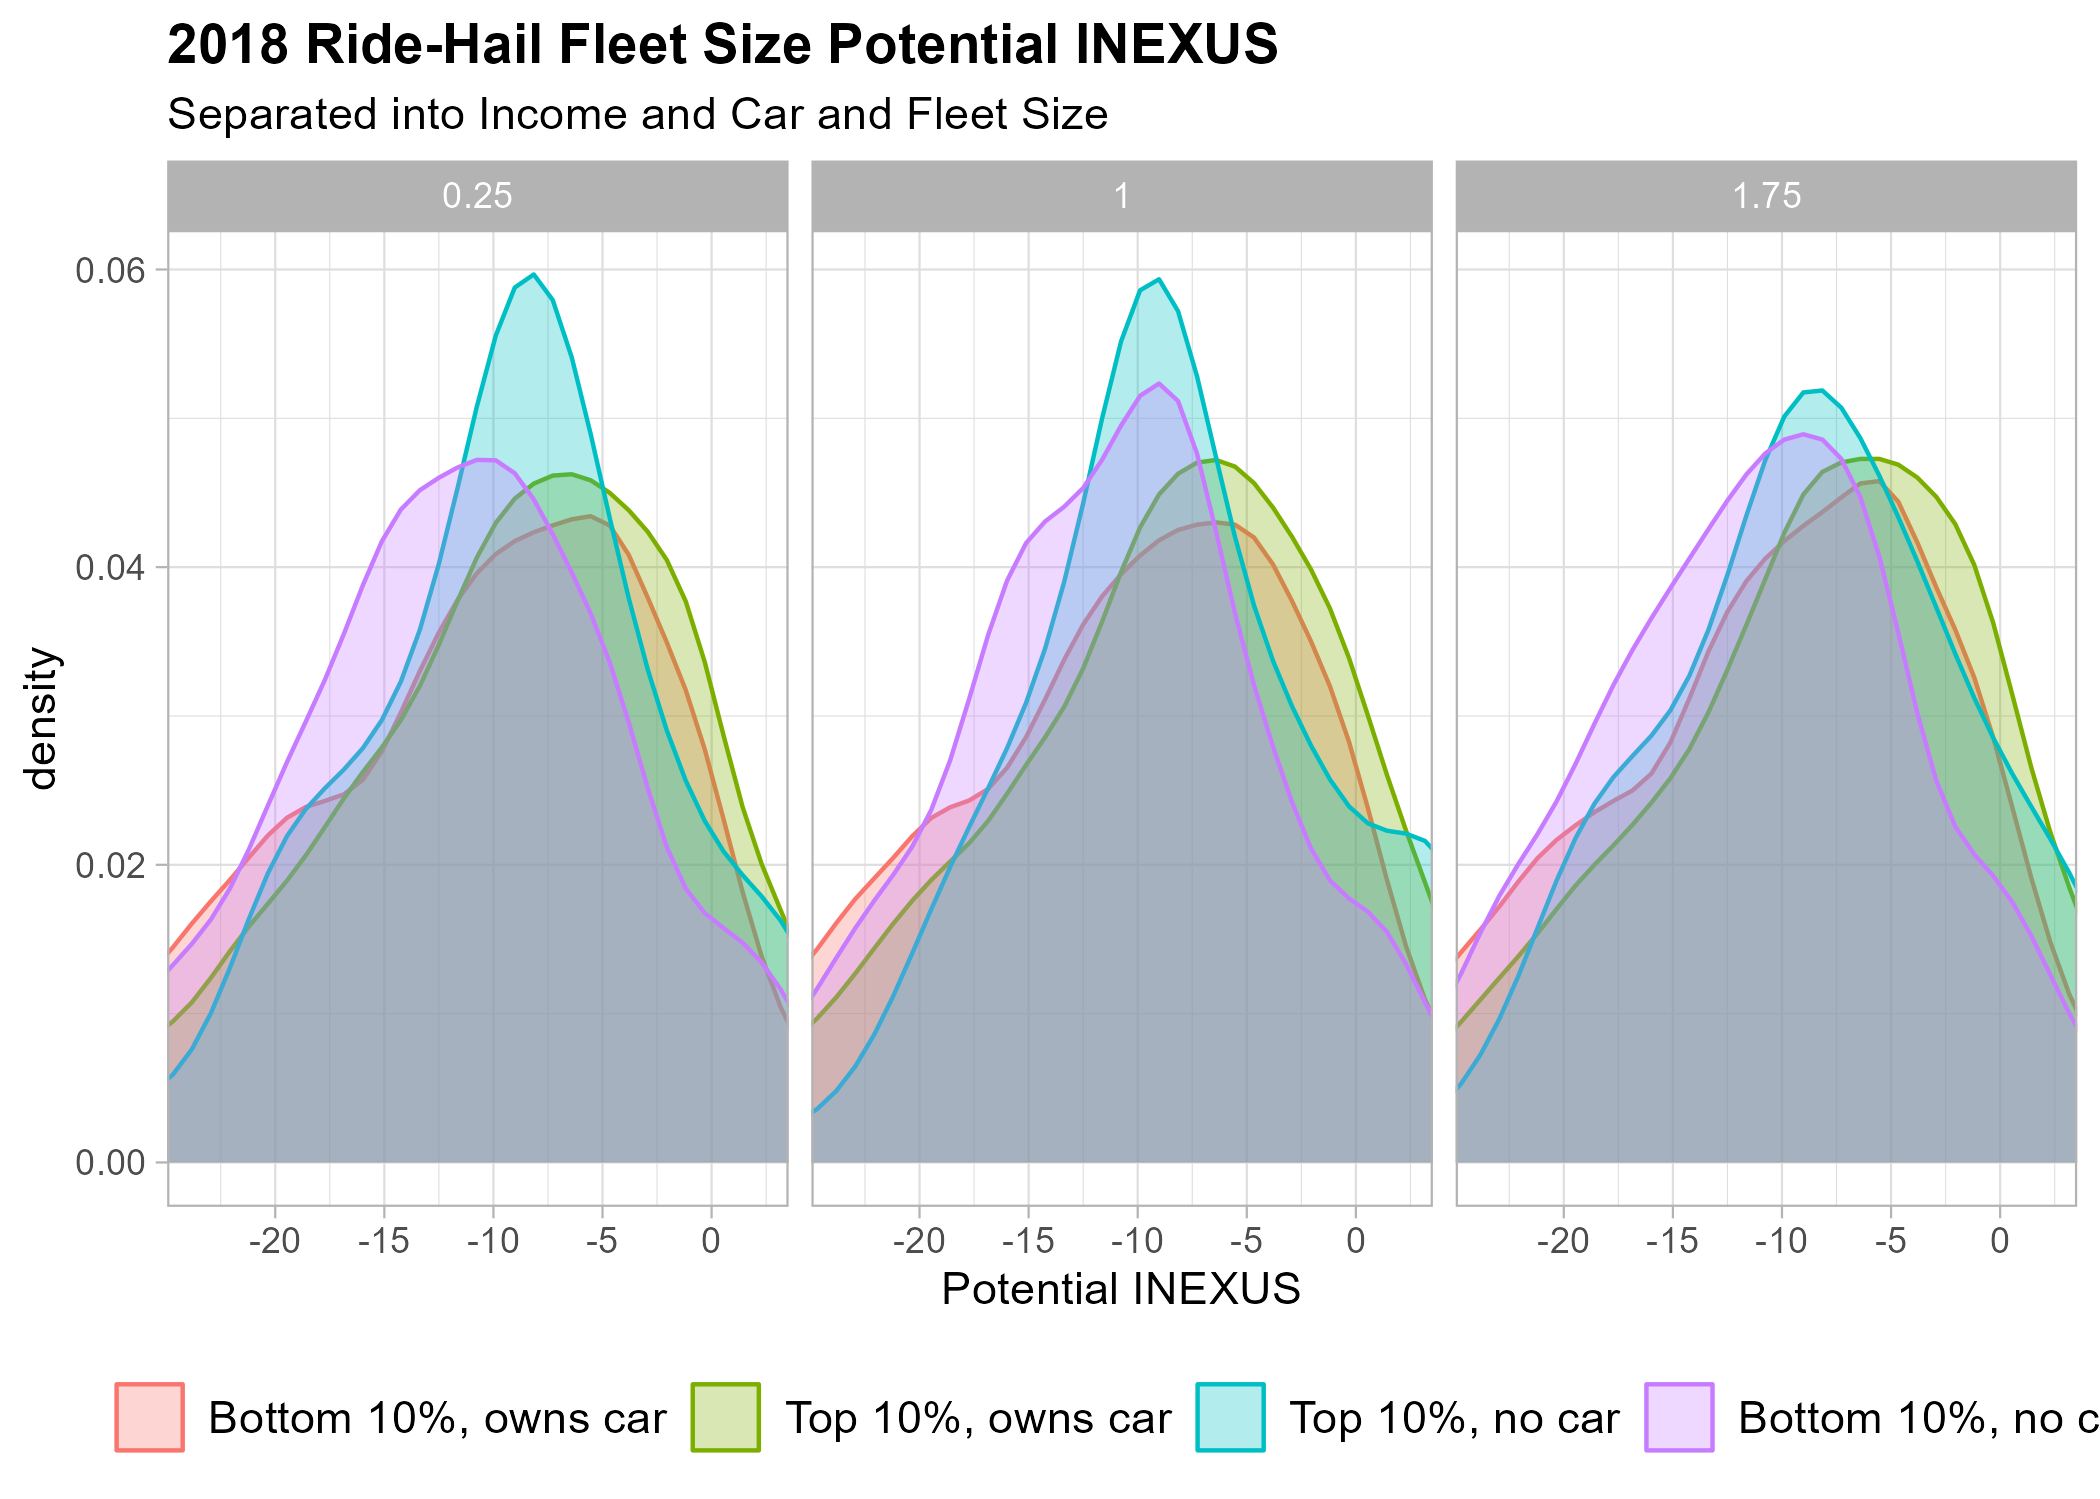 2018 Ride-Hail Fleet Size Potential INEXUS
Separated into Income and Car and Fleet Size
0.25 1 1.75
0.06
0.04
0.02
0.00
density
-20 -15 -10 -5 0 -20 -15 -10 -5 0 -20 -15 -10 -5 0
Potential INEXUS
Bottom 10%, owns car Top 10%, owns car Top 10%, no car Bottom 10%, no c